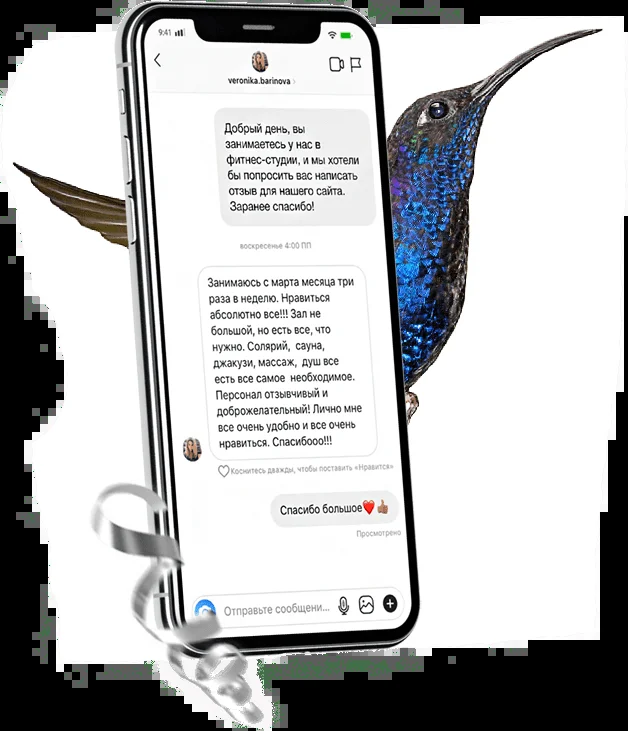 9:41
veronika.barinova
Добрый день, вы
занимаетесь у нас в
фитнес-студии, и мы хотели
бы попросить вас написать
отзыв для нашего сайта.
Заранее спасибо!
воскресенье 4:00 ПП
Занимаюсь с марта месяца три
раза в неделю. Нравиться
абсолютно все!!! Зал не
большой, но есть все, что
нужно. Солярий, сауна,
джакузи, массаж, душ все
есть все самое необходимое.
Персонал отзывчивый и
доброжелательный! Лично мне
все очень удобно и все очень
нравиться. Спасибооо!!!
Коснитесь дважды, чтобы поставить «Нравится»
Спасибо большое❤️👍🏽
Просмотрено
Отправьте сообщени...